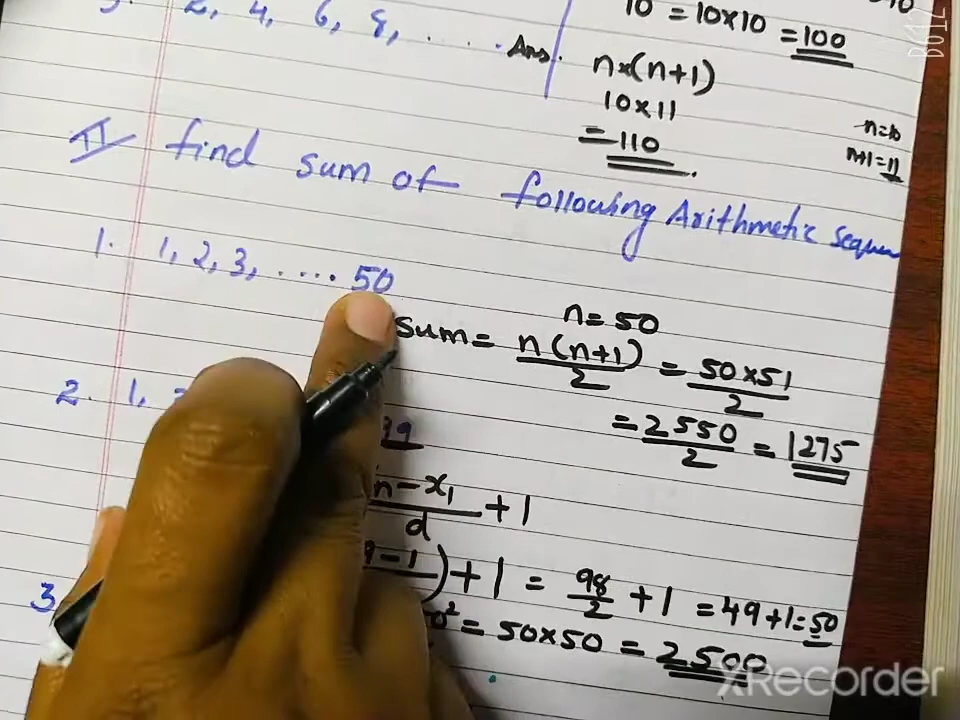 2, 4, 6, 8, .....
10 = 10×10 = 100
Ans.
n×(n+1)
10×11
= 110
n=10
n+1=11
II find sum of following Arithmetic
1. 1, 2, 3, ..... 50
n = 50
sum = n(n+1)/2 = 50×51/2
= 2550/2 = 1275
2. 1,
n-x₁/d + 1
-1) + 1 = 98/2 + 1 = 49+1=50
3
= 50×50 = 2500
XRecorder